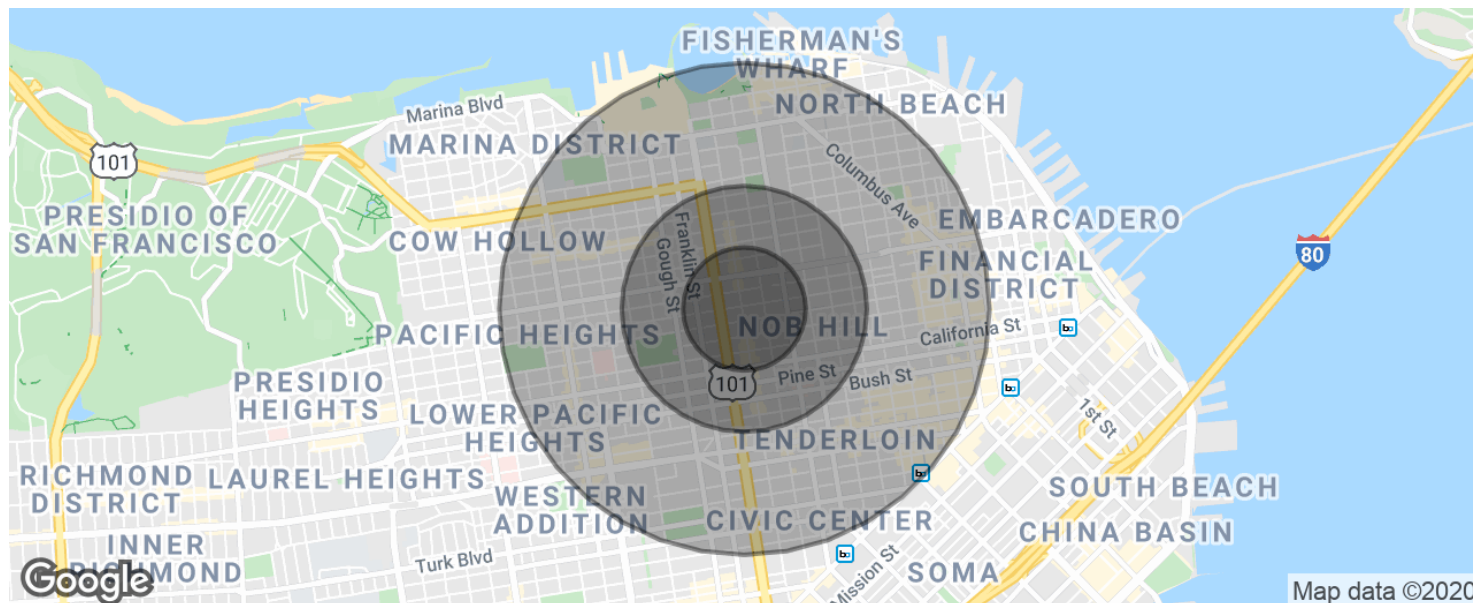 FISHERMAN'S
WHARF
NORTH BEACH
Marina Blvd
MARINA DISTRICT
101
Columbus Ave
PRESIDIO OF
SAN FRANCISCO
COW HOLLOW
Franklin St
Gough St
EMBARCADERO
FINANCIAL
DISTRICT
80
PACIFIC HEIGHTS
NOB HILL
California St
Pine St
Bush St
101
PRESIDIO
HEIGHTS
LOWER PACIFIC
HEIGHTS
TENDERLOIN
1st St
RICHMOND
DISTRICT
LAUREL HEIGHTS
WESTERN
ADDITION
SOUTH BEACH
CIVIC CENTER
CHINA BASIN
INNER
RICHMOND
Turk Blvd
Mission St
SOMA
Google
Map data ©2020